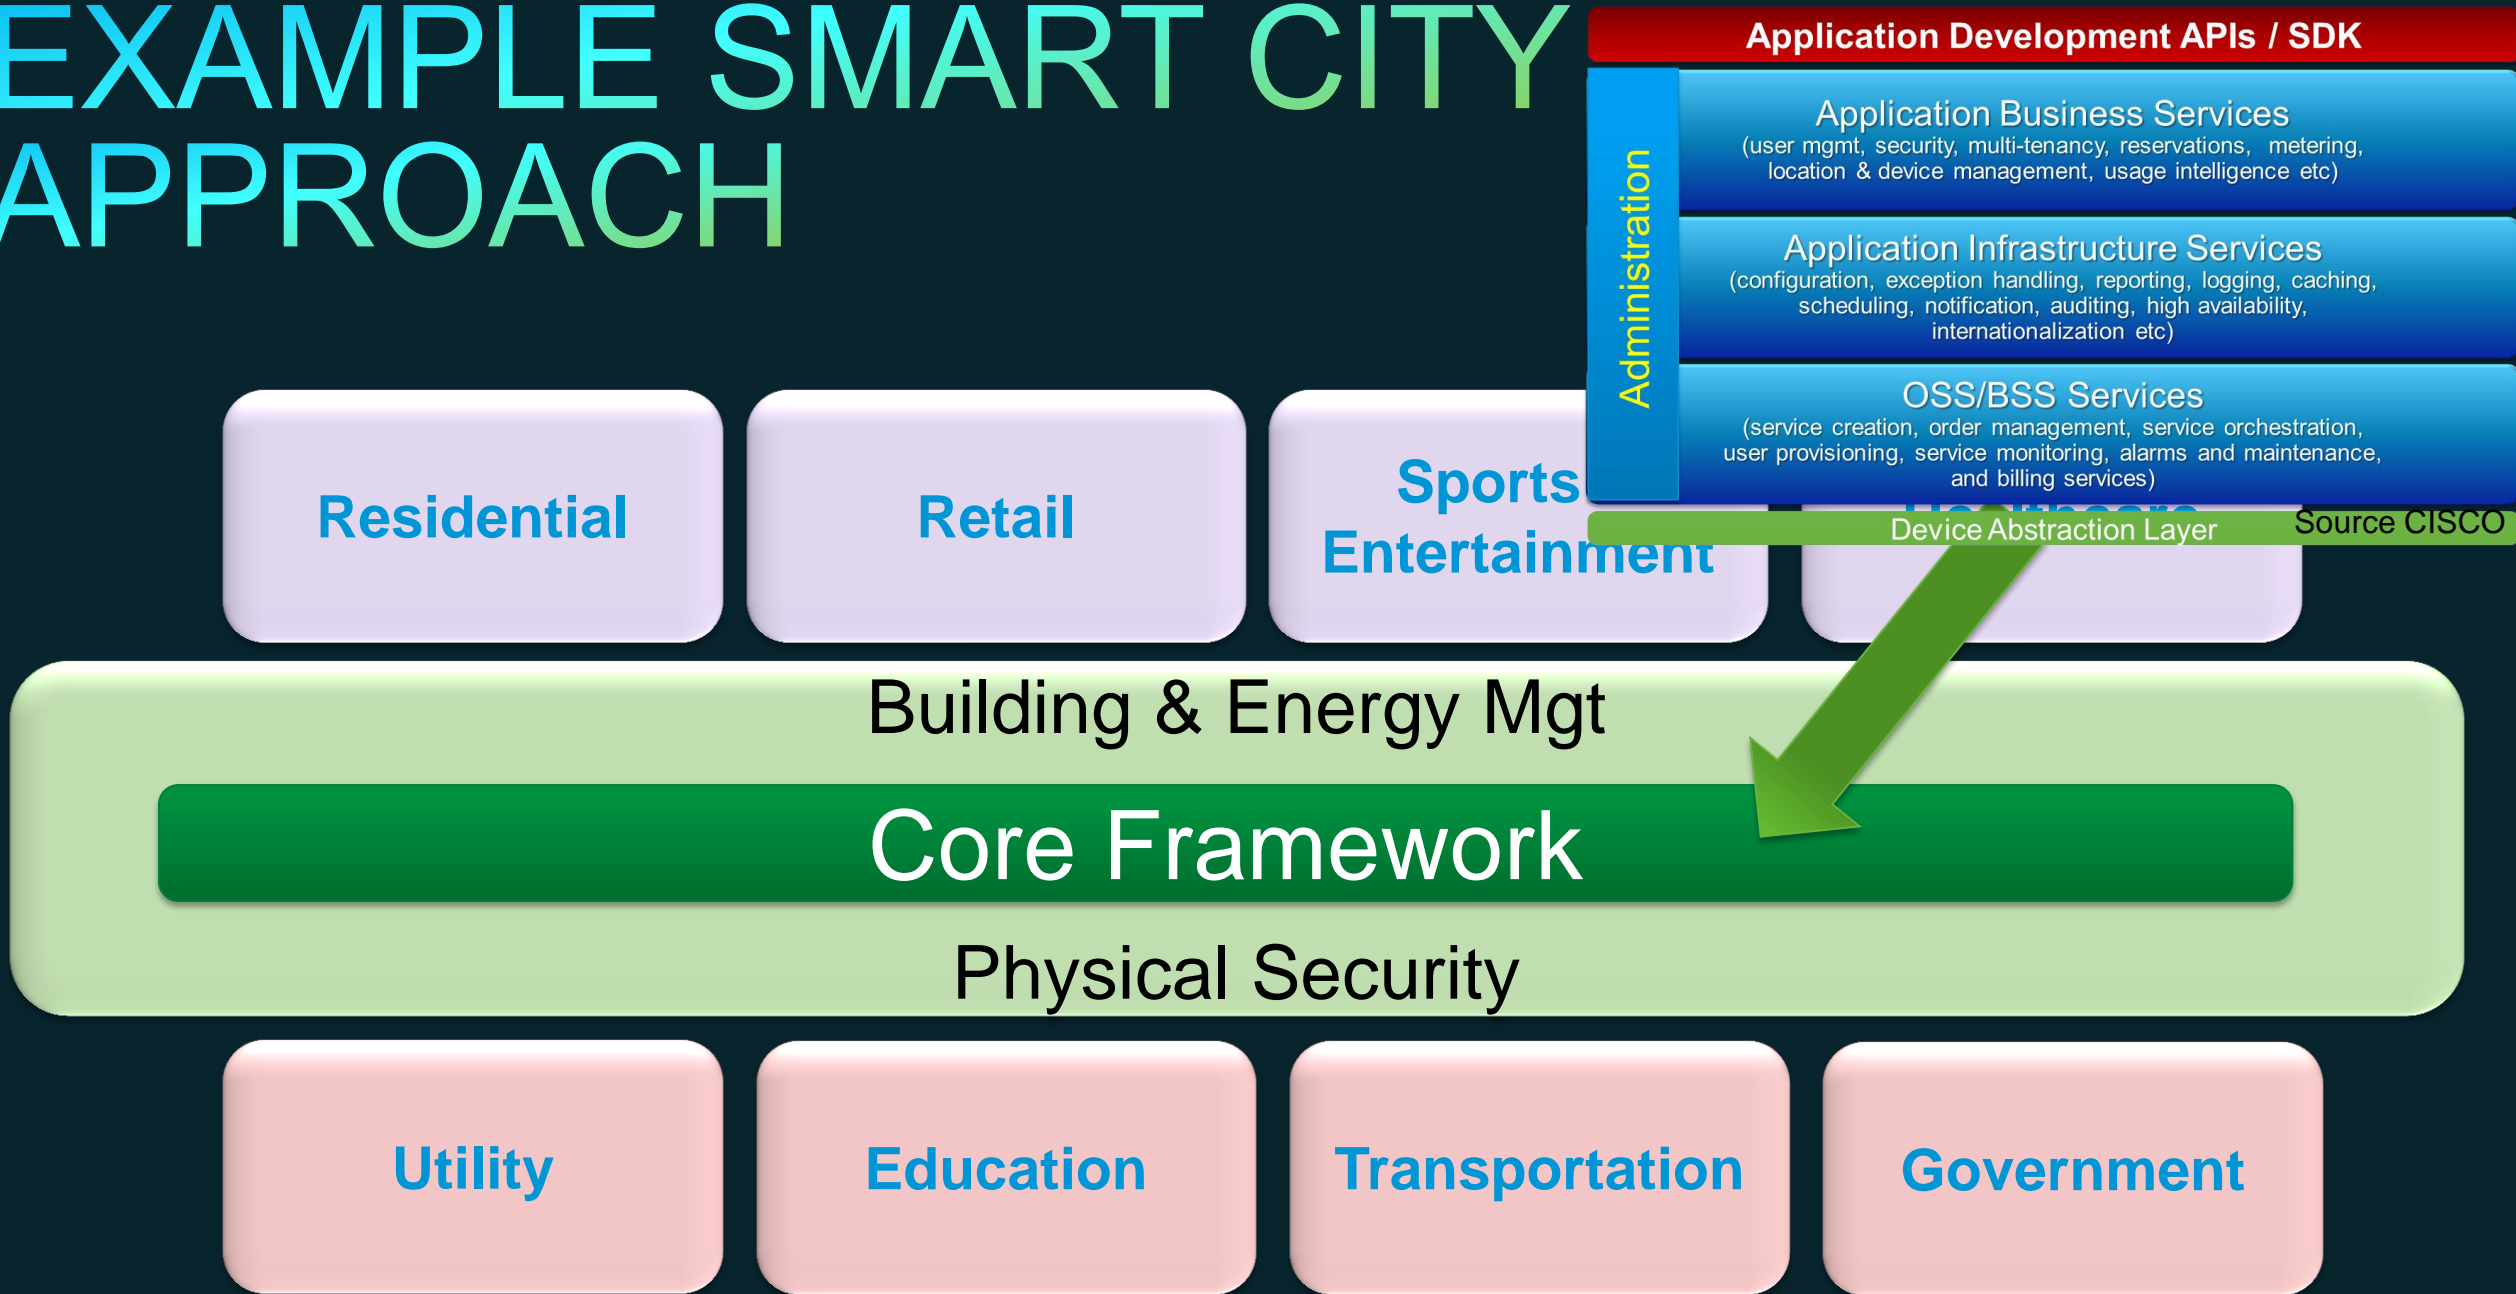 EXAMPLE SMART CITY
APPROACH
Application Development APIs / SDK
Administration
Application Business Services
(user mgmt, security, multi-tenancy, reservations, metering,
location & device management, usage intelligence etc)
Application Infrastructure Services
(configuration, exception handling, reporting, logging, caching,
scheduling, notification, auditing, high availability,
internationalization etc)
OSS/BSS Services
(service creation, order management, service orchestration,
user provisioning, service monitoring, alarms and maintenance,
and billing services)
Device Abstraction Layer
Source CISCO
Residential
Retail
Sports
Entertainment
Building & Energy Mgt
Core Framework
Physical Security
Utility
Education
Transportation
Government